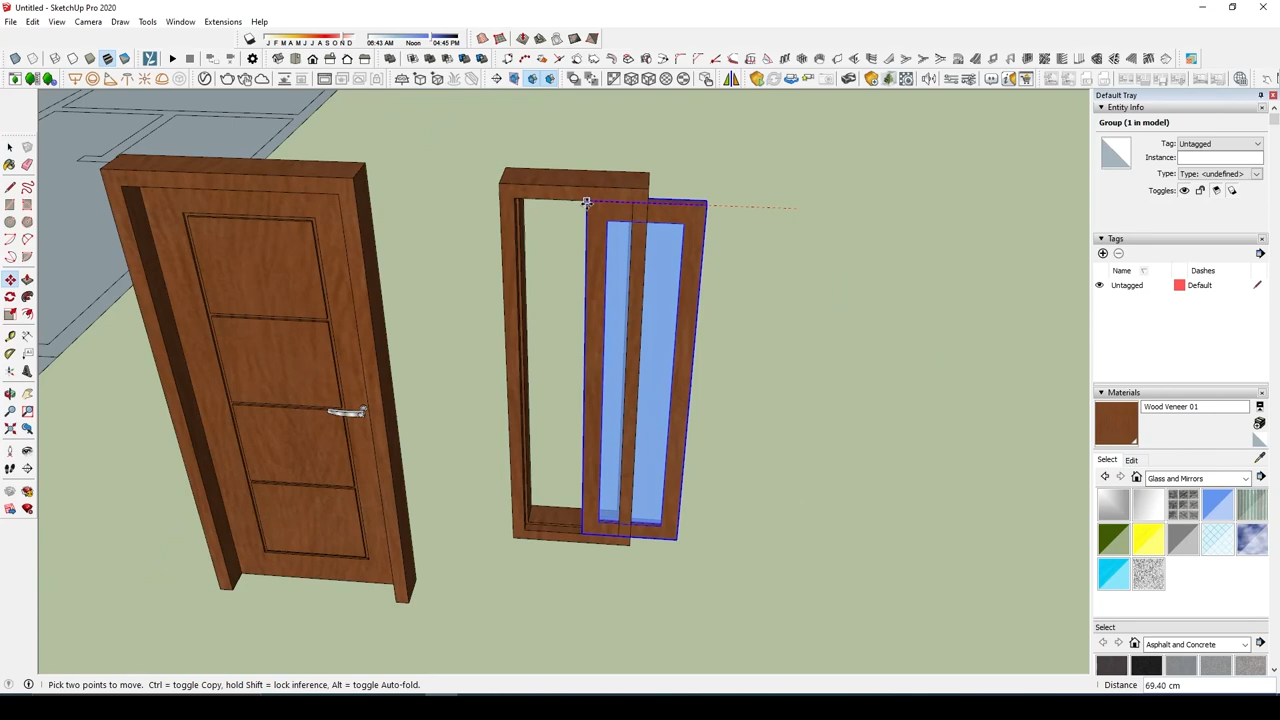 Untitled - SketchUp Pro 2020
File Edit View Camera Draw Tools Window Extensions Help
J F M A M J J A S O N D 06:43 AM Noon 04:45 PM
Default Tray
Entity Info
Group (1 in model)
Tag: Untagged
Instance:
Type: Type: <undefined>
Toggles:
Tags
Name Dashes
Untagged Default
Materials
Wood Veneer 01
Select Edit
Glass and Mirrors
Select
Asphalt and Concrete
Pick two points to move. Ctrl = toggle Copy, hold Shift = lock inference, Alt = toggle Auto-fold.
Distance 69.40 cm